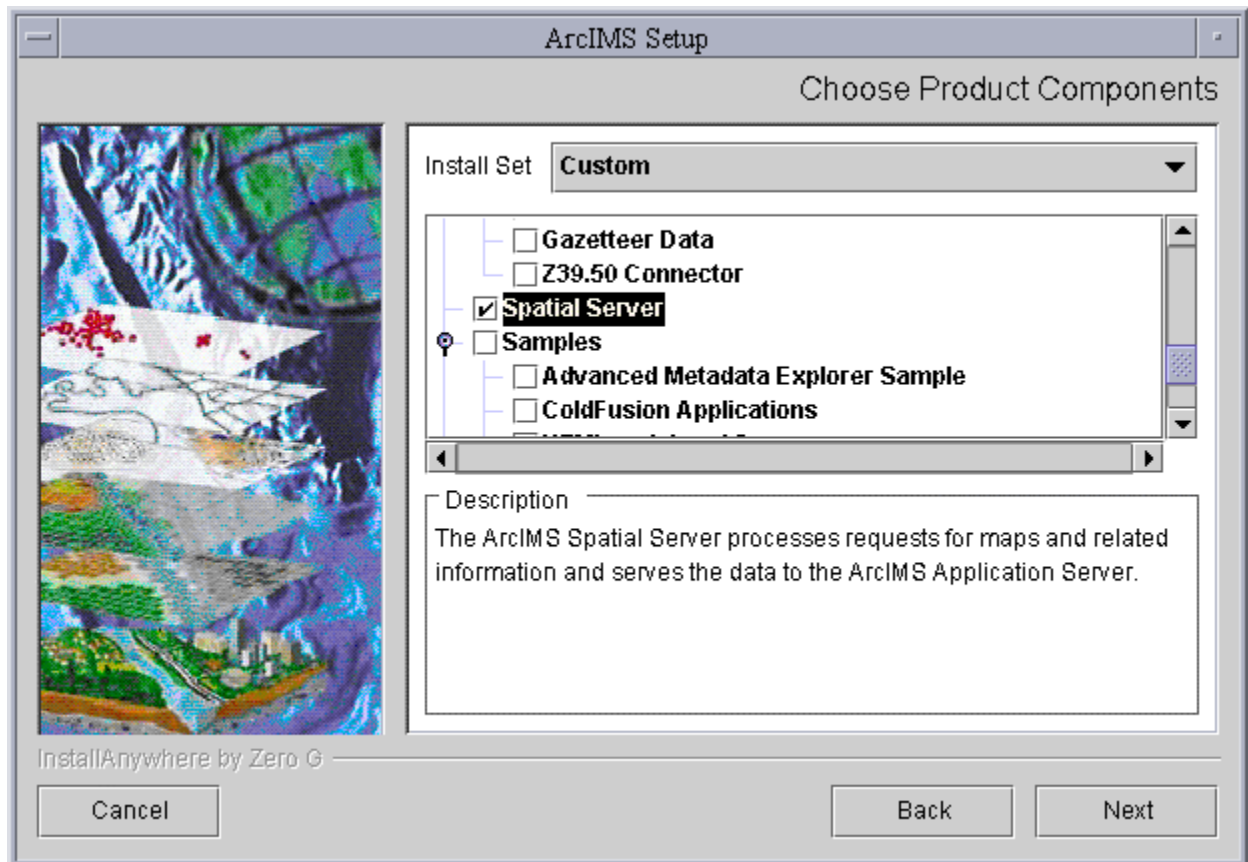 ArcIMS Setup
Choose Product Components
Install Set Custom
Gazetteer Data
Z39.50 Connector
Spatial Server
Samples
Advanced Metadata Explorer Sample
ColdFusion Applications
Description
The ArcIMS Spatial Server processes requests for maps and related
information and serves the data to the ArcIMS Application Server.
InstallAnywhere by Zero G
Cancel Back Next